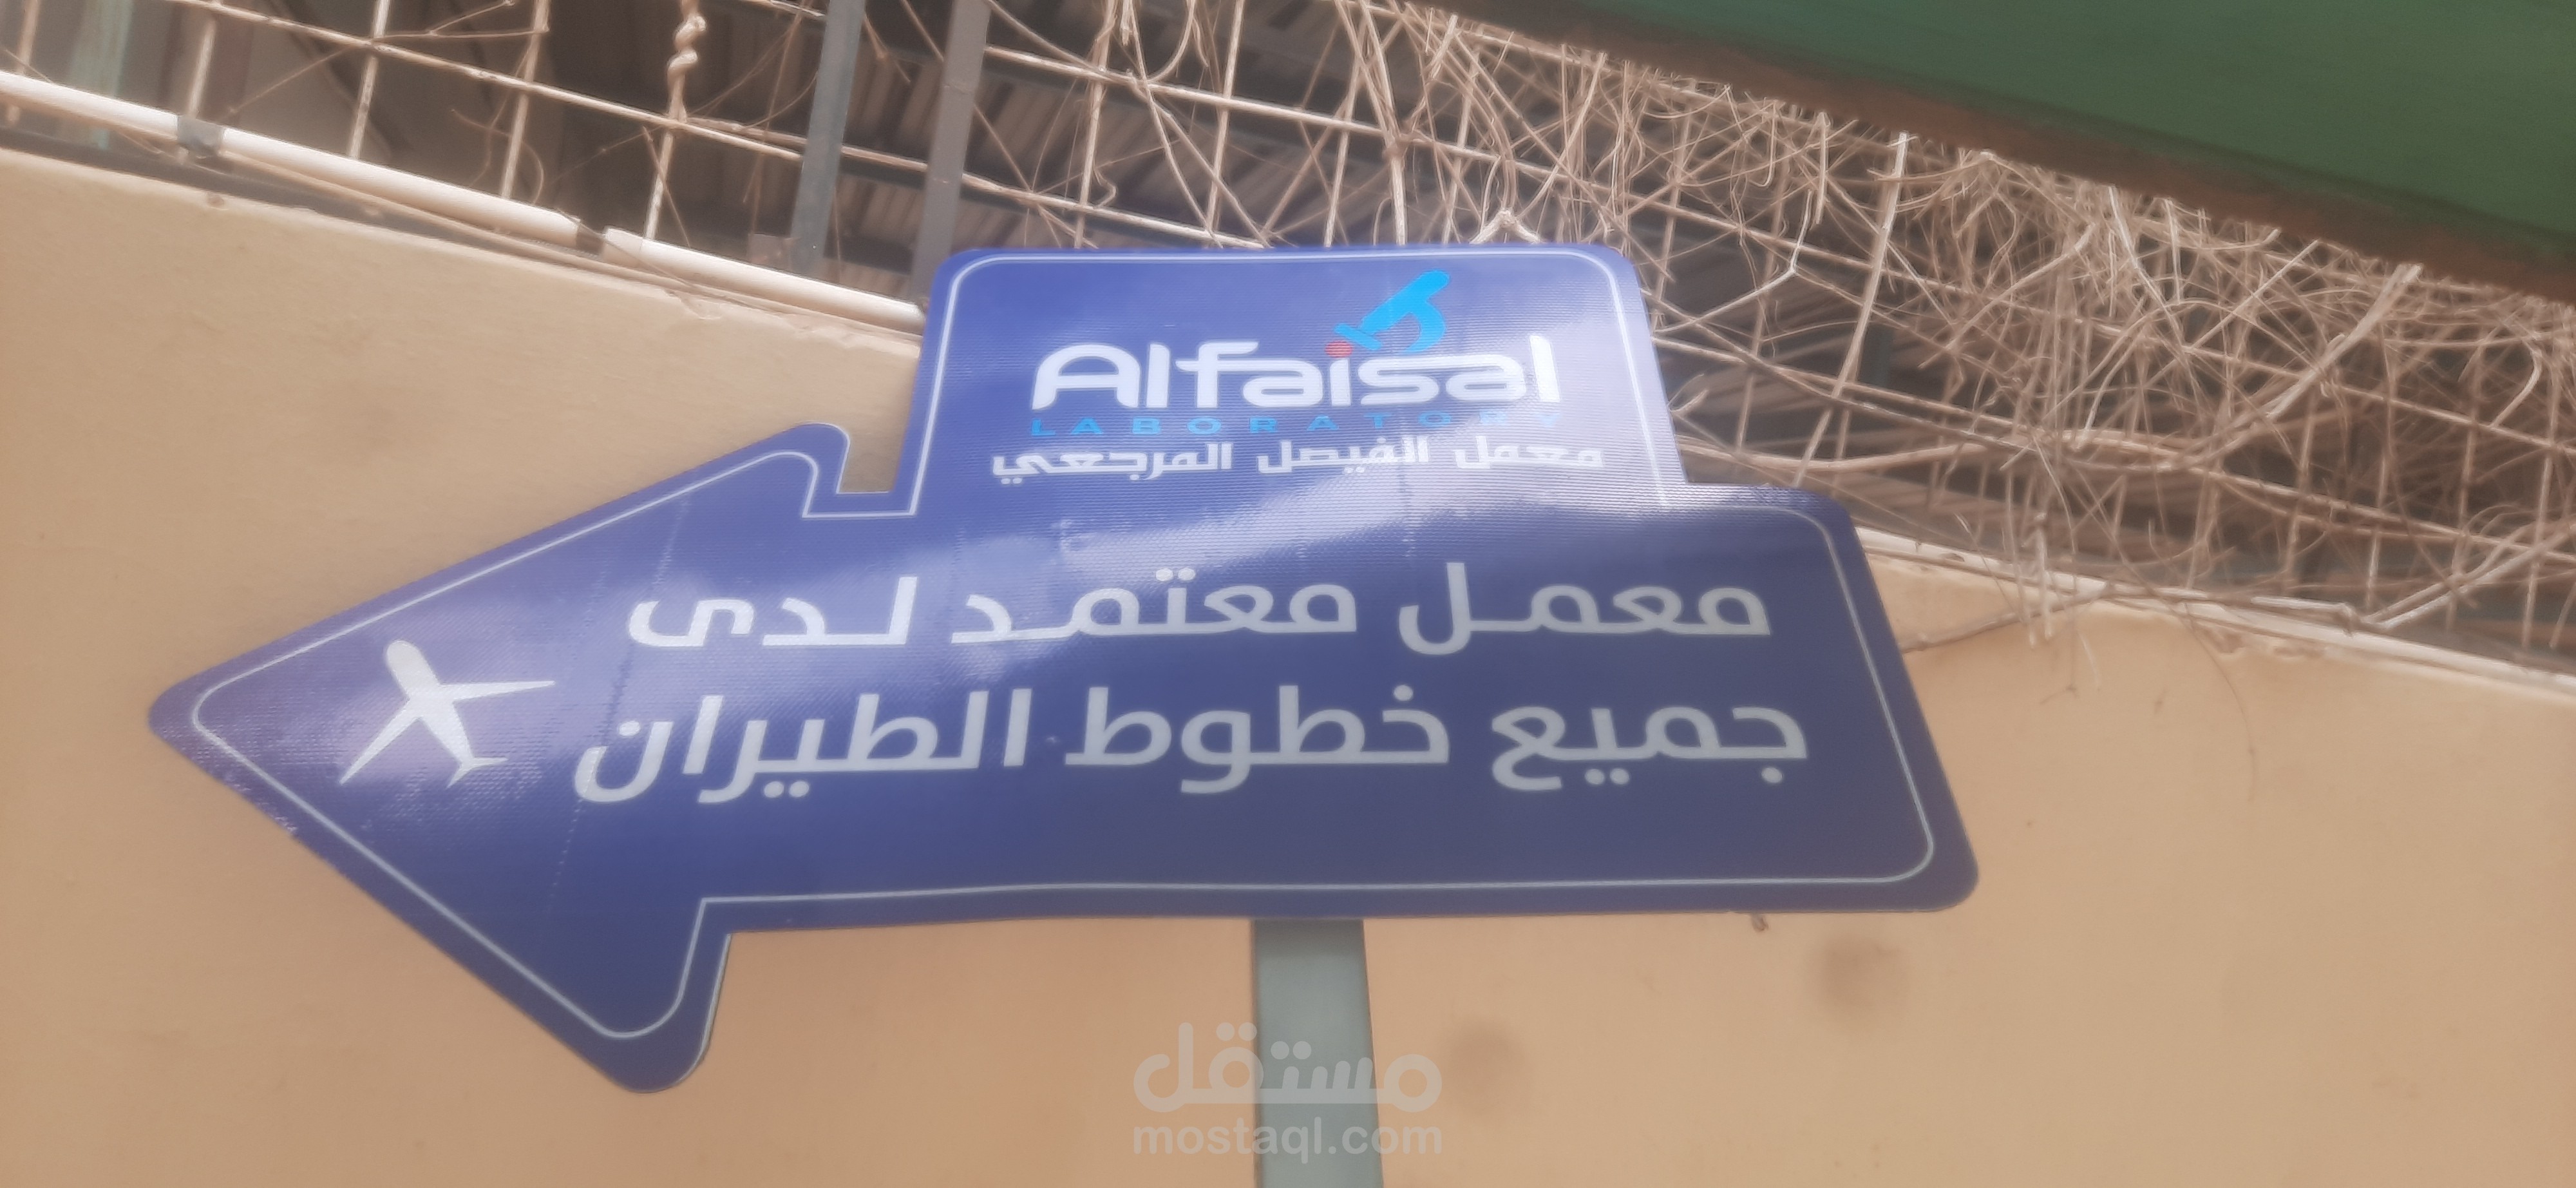 Alfaisal
LABORATORY
معمل الفيصل المرجعي
معمل معتمد لدى
جميع خطوط الطيران
مستقل
mostaql.com